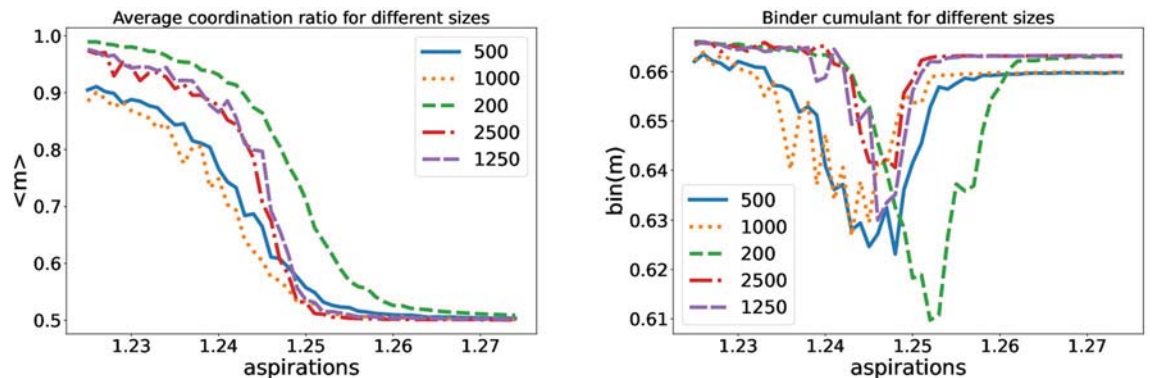 Average coordination ratio for different sizes
1.0
0.9
0.8
0.7
0.6
0.5
<m>
500
1000
200
2500
1250
1.23 1.24 1.25 1.26 1.27
aspirations
Binder cumulant for different sizes
0.66
0.65
0.64
0.63
0.62
0.61
bin(m)
500
1000
200
2500
1250
1.23 1.24 1.25 1.26 1.27
aspirations